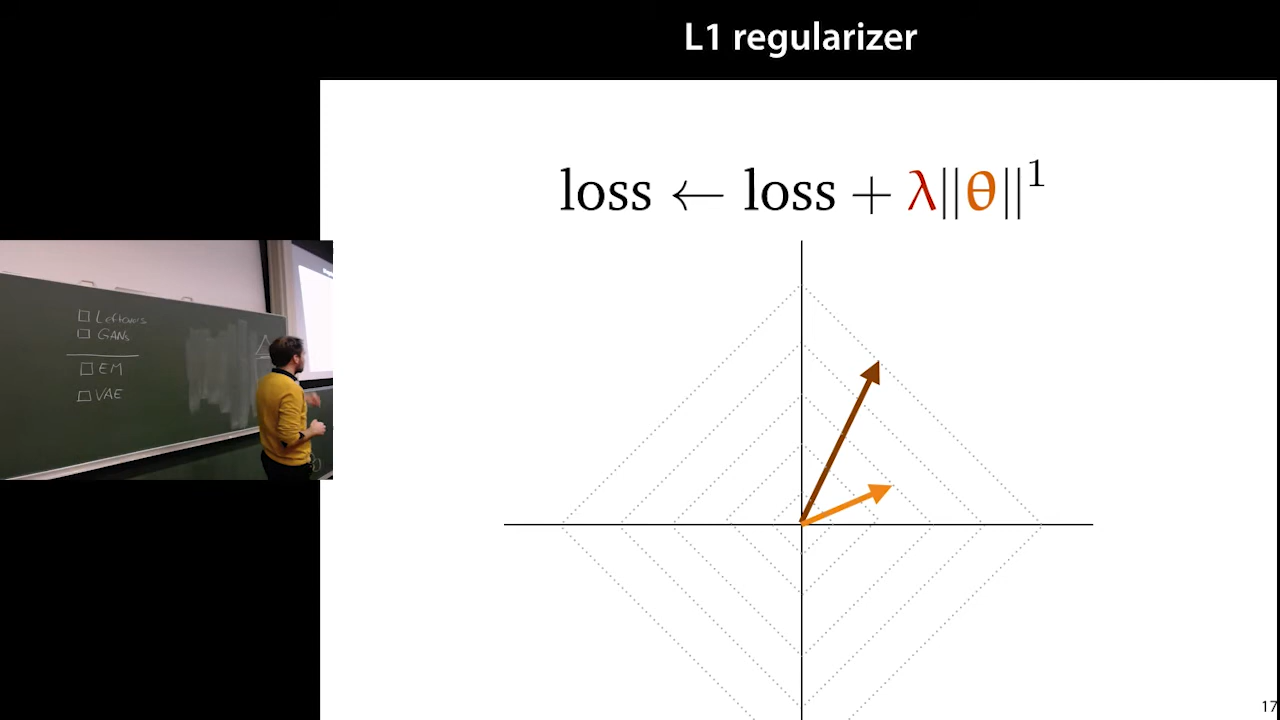 L1 regularizer
loss ← loss + λ||θ||¹
□ Leftovers
□ GANs
□ EM
□ VAE
17